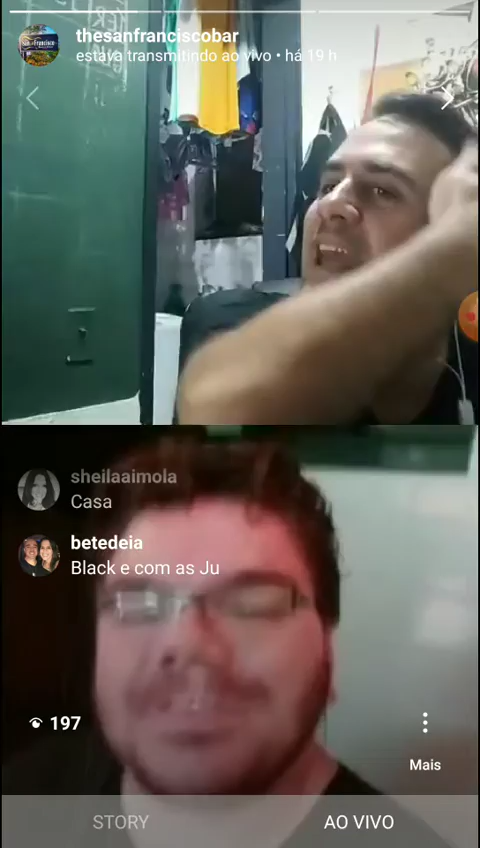 thesanfranciscobar
estava transmitindo ao vivo • há 19 h
sheilaaimola
Casa
betedeia
Black e com as Ju
197
Mais
STORY
AO VIVO